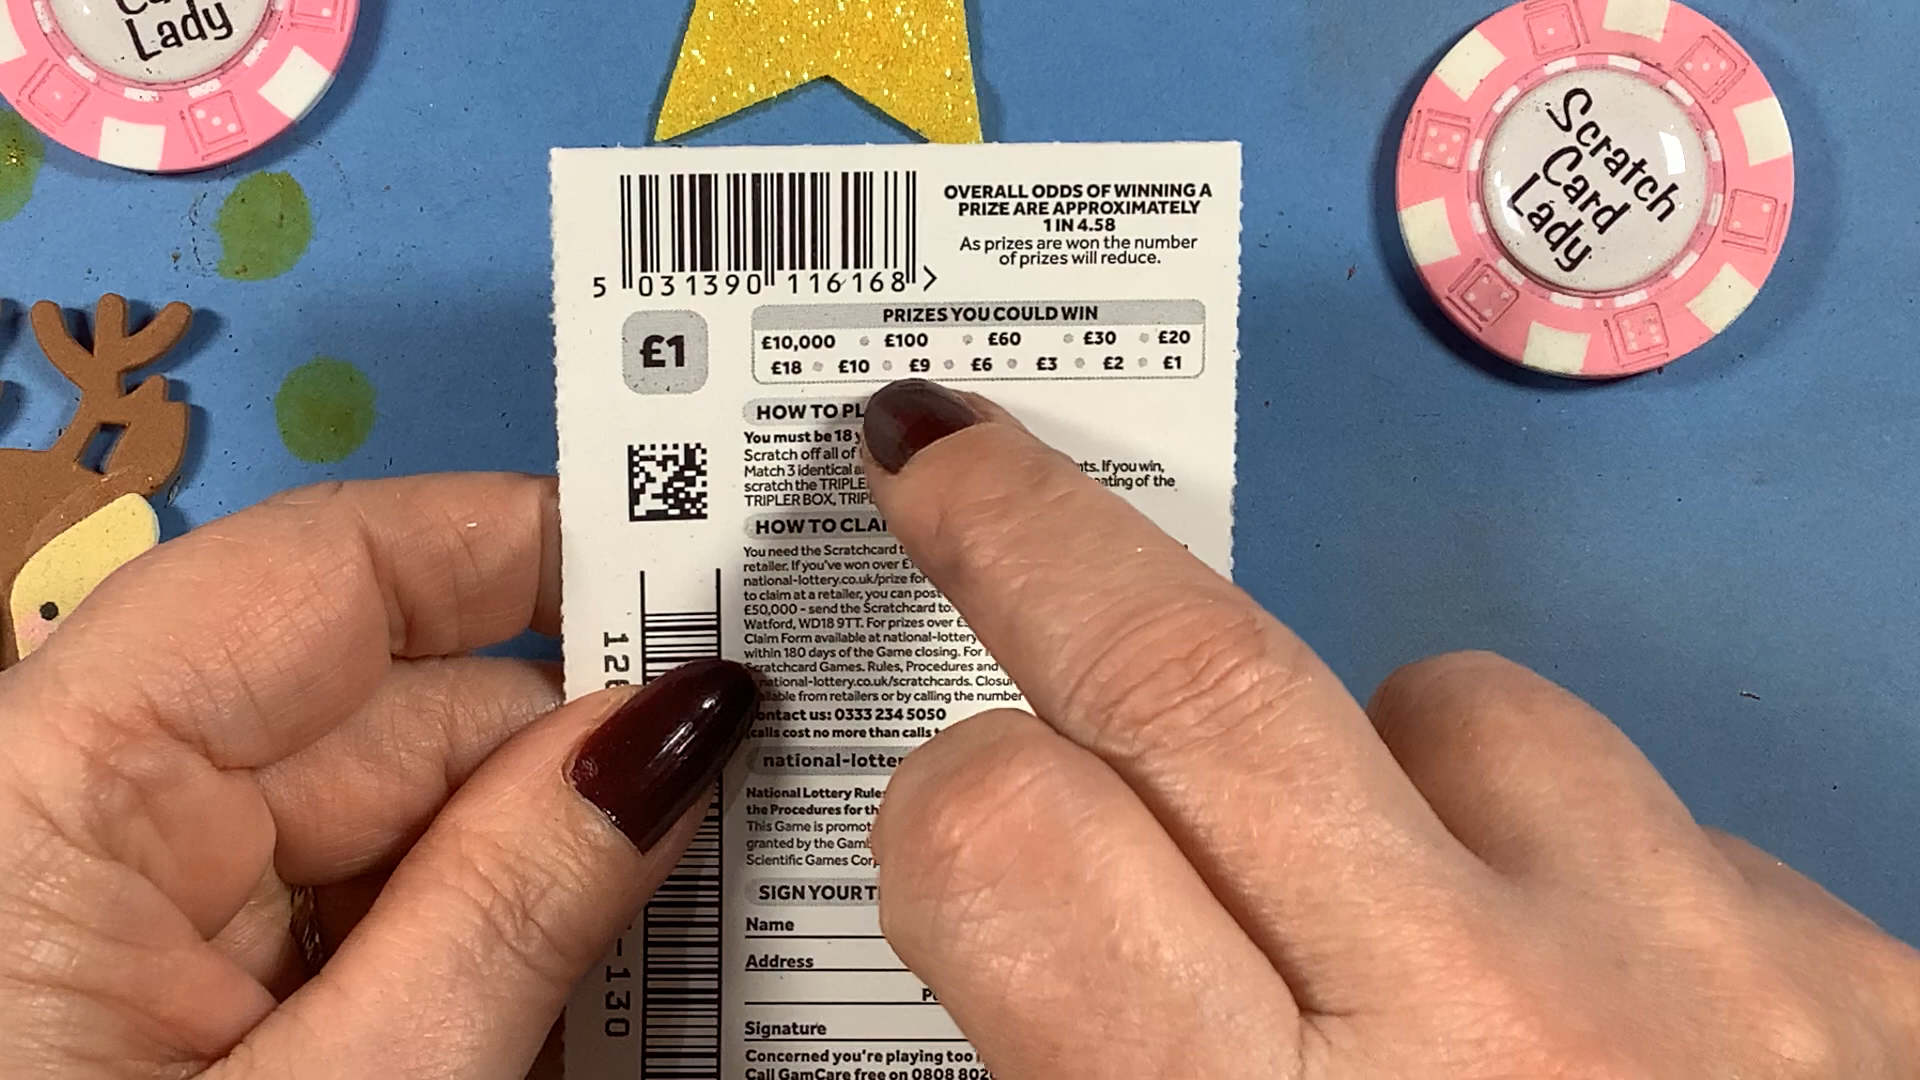 Lady
Scratch
Card
Lady
OVERALL ODDS OF WINNING A
PRIZE ARE APPROXIMATELY
1 IN 4.58
As prizes are won the number
of prizes will reduce.
5 031390 116168 >
£1
PRIZES YOU COULD WIN
£10,000 £100 £60 £30 £20
£18 £10 £9 £6 £3 £2 £1
HOW TO PL
You must be 18 y
Scratch off all of
Match 3 identical a nts. If you win,
scratch the TRIPLE ating of the
TRIPLER BOX, TRIPL
HOW TO CLAI
You need the Scratchcard t
retailer. If you've won over £1
national-lottery.co.uk/prize for
to claim at a retailer, you can post
£50,000 - send the Scratchcard to:
Watford, WD18 9TT. For prizes over £5
Claim Form available at national-lottery
within 180 days of the Game closing. For
Scratchcard Games. Rules, Procedures and
national-lottery.co.uk/scratchcards. Closur
ilable from retailers or by calling the number
ontact us: 0333 234 5050
(calls cost no more than calls t
national-lotter
National Lottery Rule
the Procedures for th
This Game is promot
granted by the Gamb
Scientific Games Corp
SIGN YOUR T
Name
Address
Signature
Concerned you're playing too
Call GamCare free on 0808 802
-130